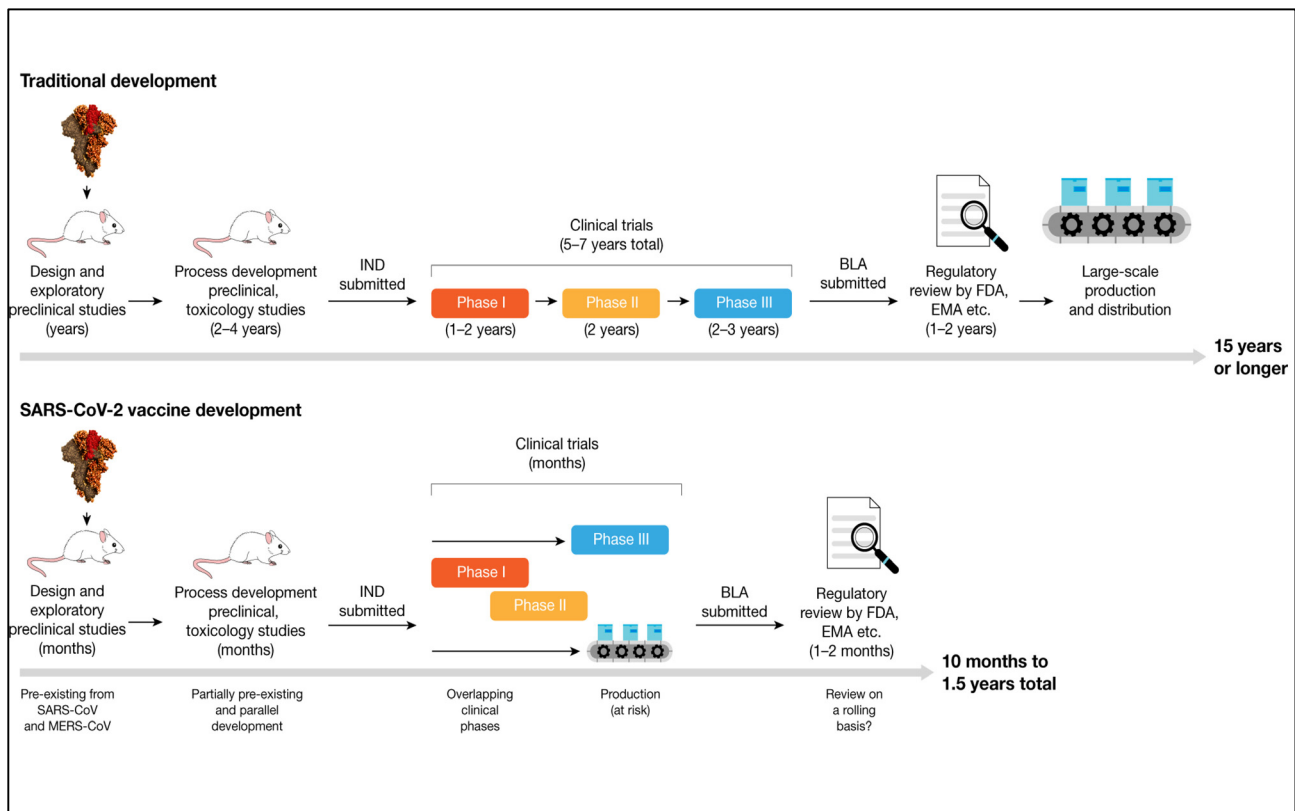 Traditional development
Design and
exploratory
preclinical studies
(years)
Process development
preclinical,
toxicology studies
(2–4 years)
IND
submitted
Clinical trials
(5–7 years total)
Phase I
(1–2 years)
Phase II
(2 years)
Phase III
(2–3 years)
BLA
submitted
Regulatory
review by FDA,
EMA etc.
(1–2 years)
Large-scale
production
and distribution
15 years
or longer
SARS-CoV-2 vaccine development
Design and
exploratory
preclinical studies
(months)
Process development
preclinical,
toxicology studies
(months)
IND
submitted
Clinical trials
(months)
Phase III
Phase I
Phase II
BLA
submitted
Regulatory
review by FDA,
EMA etc.
(1–2 months)
10 months to
1.5 years total
Pre-existing from
SARS-CoV
and MERS-CoV
Partially pre-existing
and parallel
development
Overlapping
clinical
phases
Production
(at risk)
Review on
a rolling
basis?